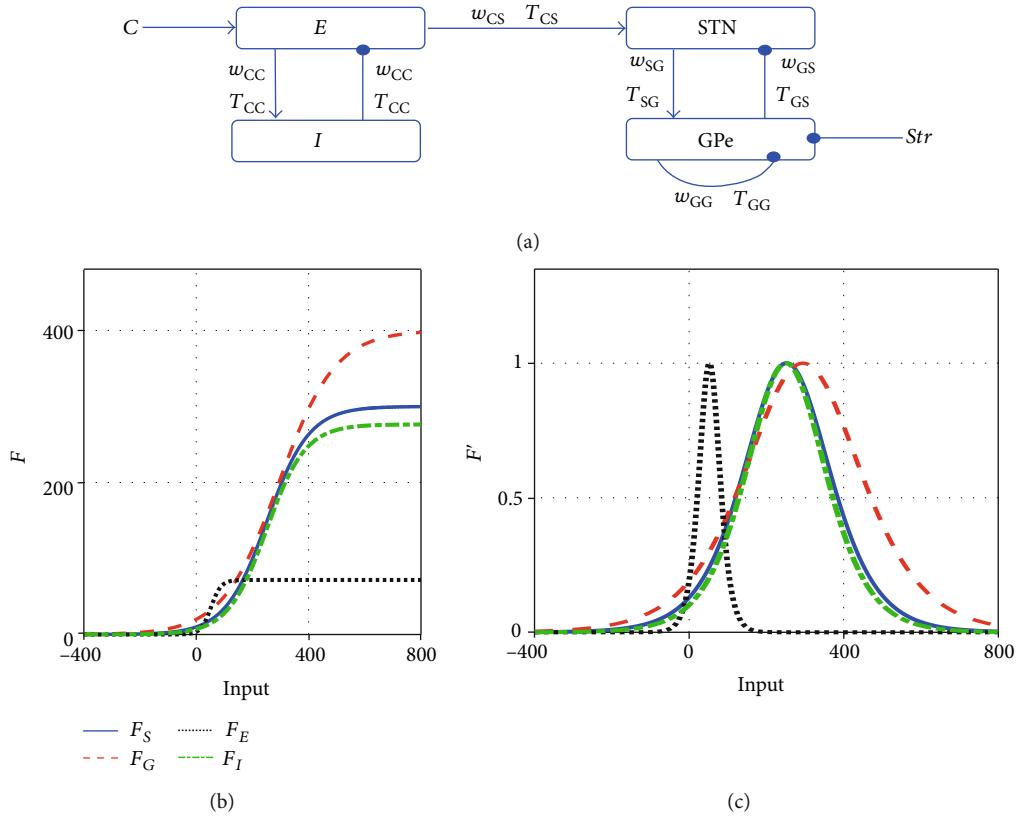 C
E
w_CS T_CS
STN
w_CC
T_CC
w_CC
T_CC
w_SG
T_SG
w_GS
T_GS
I
GPe
Str
w_GG T_GG
(a)
F
400
200
0
−400 0 400 800
Input
F_S F_E
F_G F_I
(b)
F′
1
0.5
0
−400 0 400 800
Input
(c)